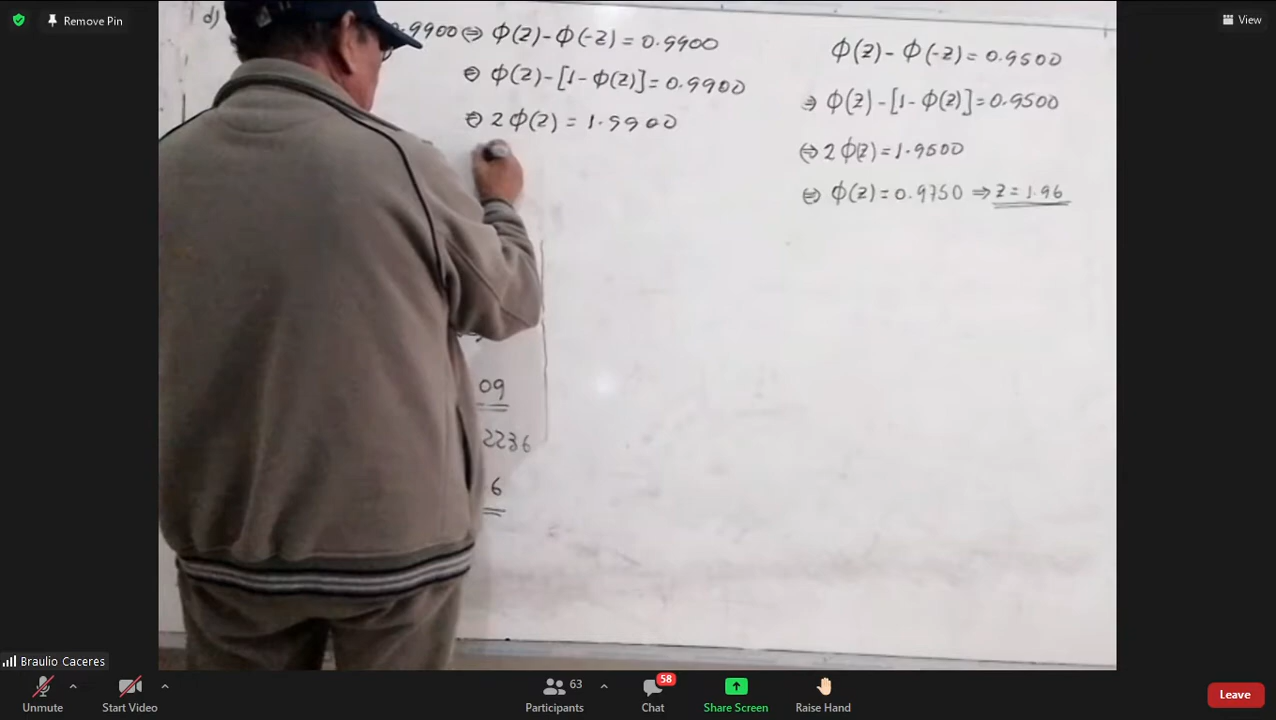 Remove Pin
View
d)
0.9900 ⇔ Φ(z) - Φ(-z) = 0.9900
⇔ Φ(z) - [1 - Φ(z)] = 0.9900
⇔ 2Φ(z) = 1.9900
Φ(z) - Φ(-z) = 0.9500
⇒ Φ(z) - [1 - Φ(z)] = 0.9500
⇔ 2Φ(z) = 1.9500
⇔ Φ(z) = 0.9750 ⇒ z = 1.96
09
2236
6
Braulio Caceres
Unmute
Start Video
63
Participants
58
Chat
Share Screen
Raise Hand
Leave